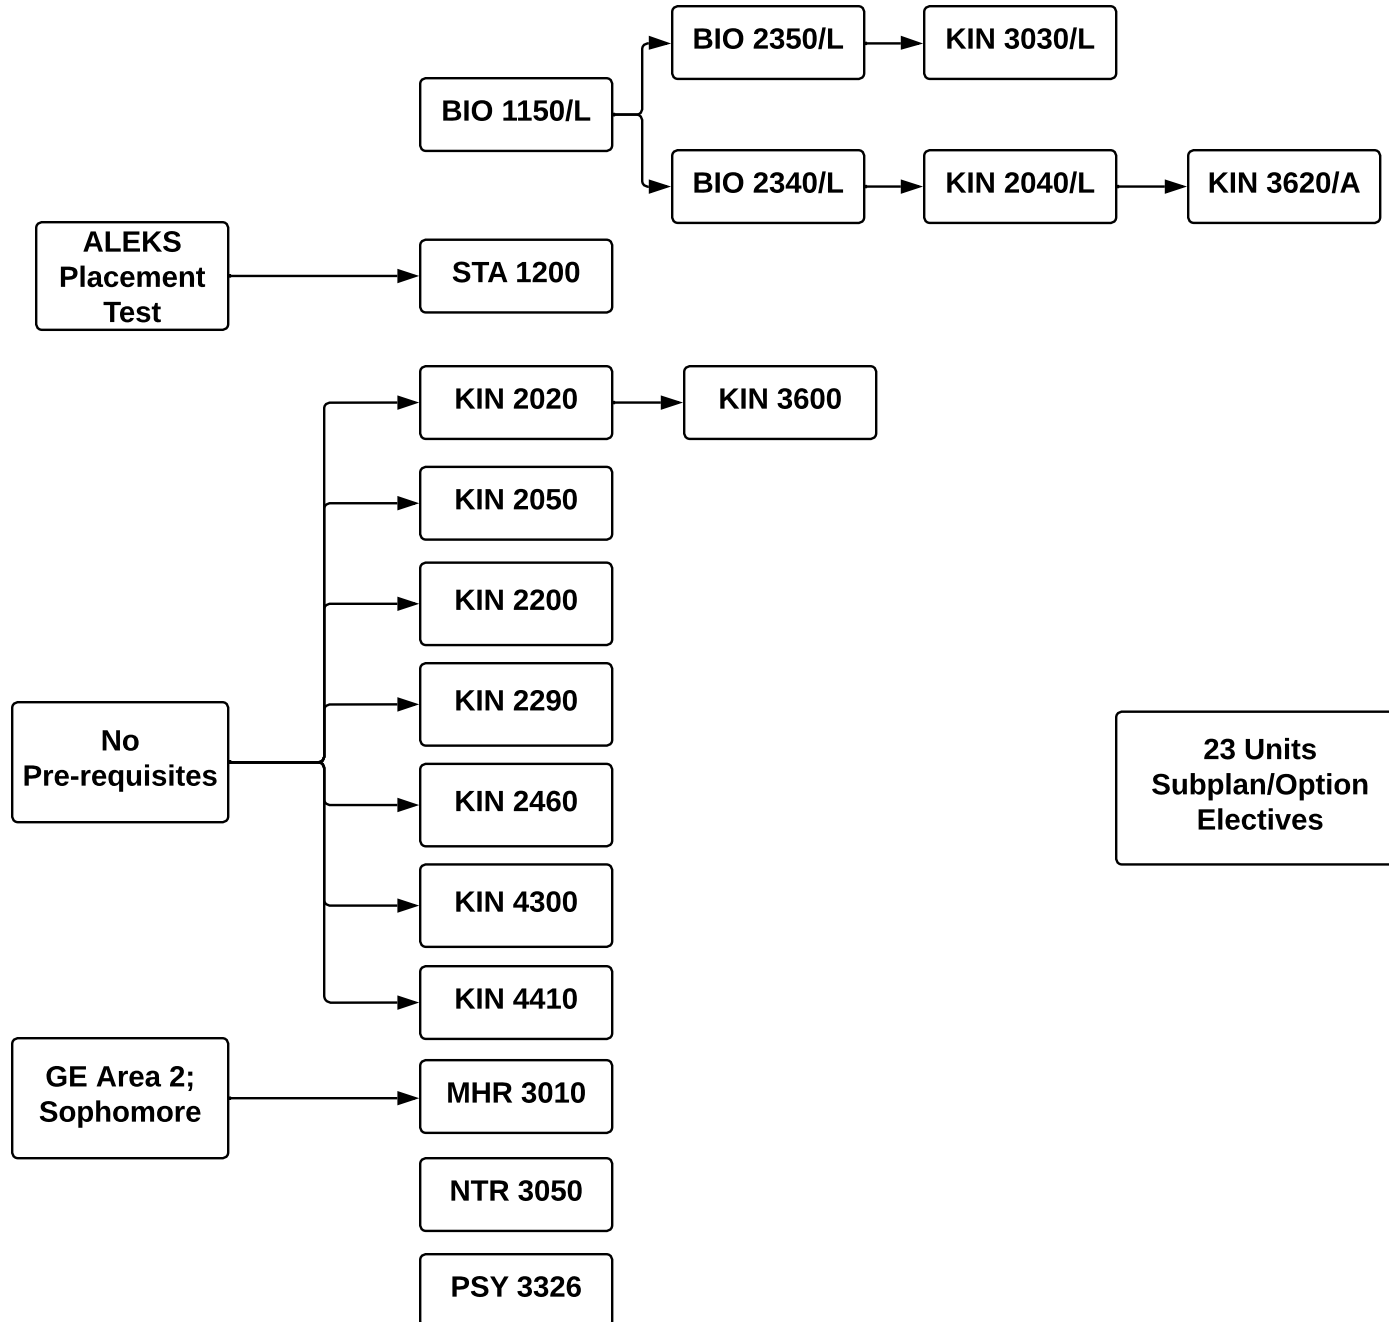 BIO 2350/L
KIN 3030/L
BIO 1150/L
BIO 2340/L
KIN 2040/L
KIN 3620/A
ALEKS
Placement
Test
STA 1200
KIN 2020
KIN 3600
KIN 2050
KIN 2200
KIN 2290
No
Pre-requisites
23 Units
Subplan/Option
Electives
KIN 2460
KIN 4300
KIN 4410
GE Area 2;
Sophomore
MHR 3010
NTR 3050
PSY 3326